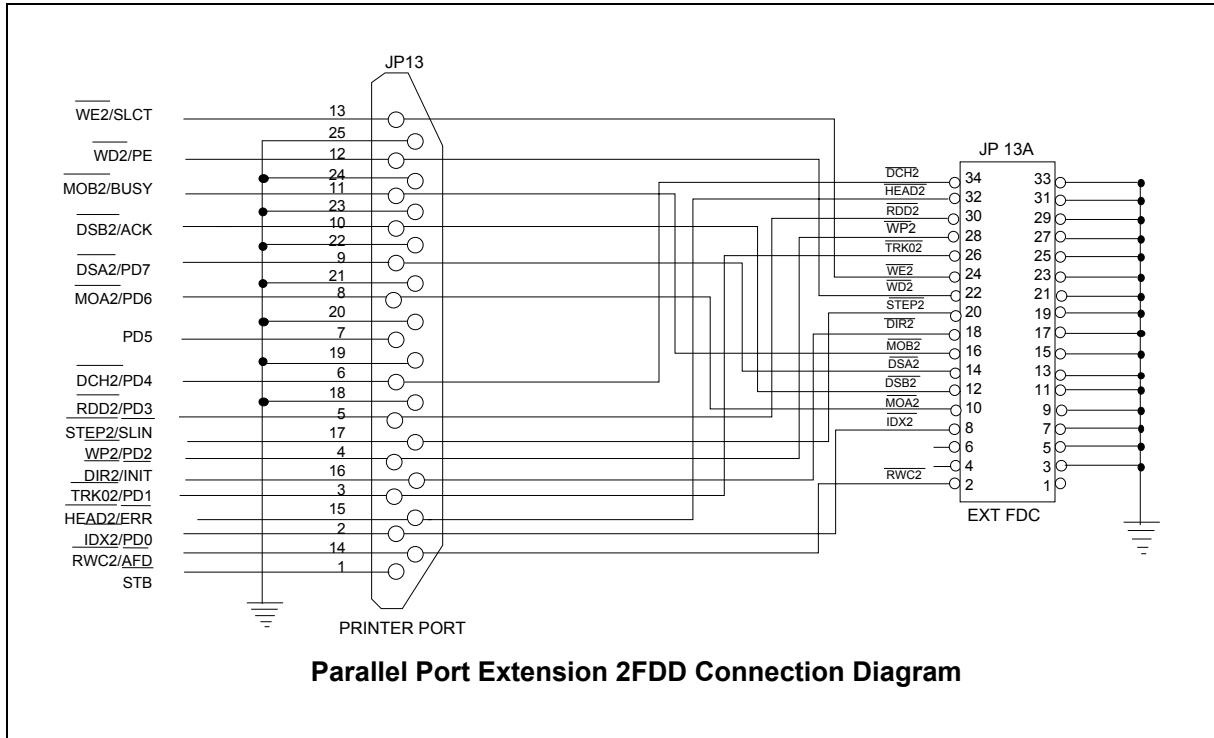 JP13
WE2/SLCT
13
25
WD2/PE
12
24
MOB2/BUSY
11
23
DSB2/ACK
10
22
DSA2/PD7
9
21
MOA2/PD6
8
20
PD5
7
19
DCH2/PD4
6
18
RDD2/PD3
5
STEP2/SLIN
17
WP2/PD2
4
DIR2/INIT
16
TRK02/PD1
3
HEAD2/ERR
15
IDX2/PD0
2
RWC2/AFD
14
STB
1
PRINTER PORT
JP 13A
DCH2 34 33
HEAD2 32 31
RDD2 30 29
WP2 28 27
TRK02 26 25
WE2 24 23
WD2 22 21
STEP2 20 19
DIR2 18 17
MOB2 16 15
DSA2 14 13
DSB2 12 11
MOA2 10 9
IDX2 8 7
6 5
4 3
RWC2 2 1
EXT FDC
Parallel Port Extension 2FDD Connection Diagram